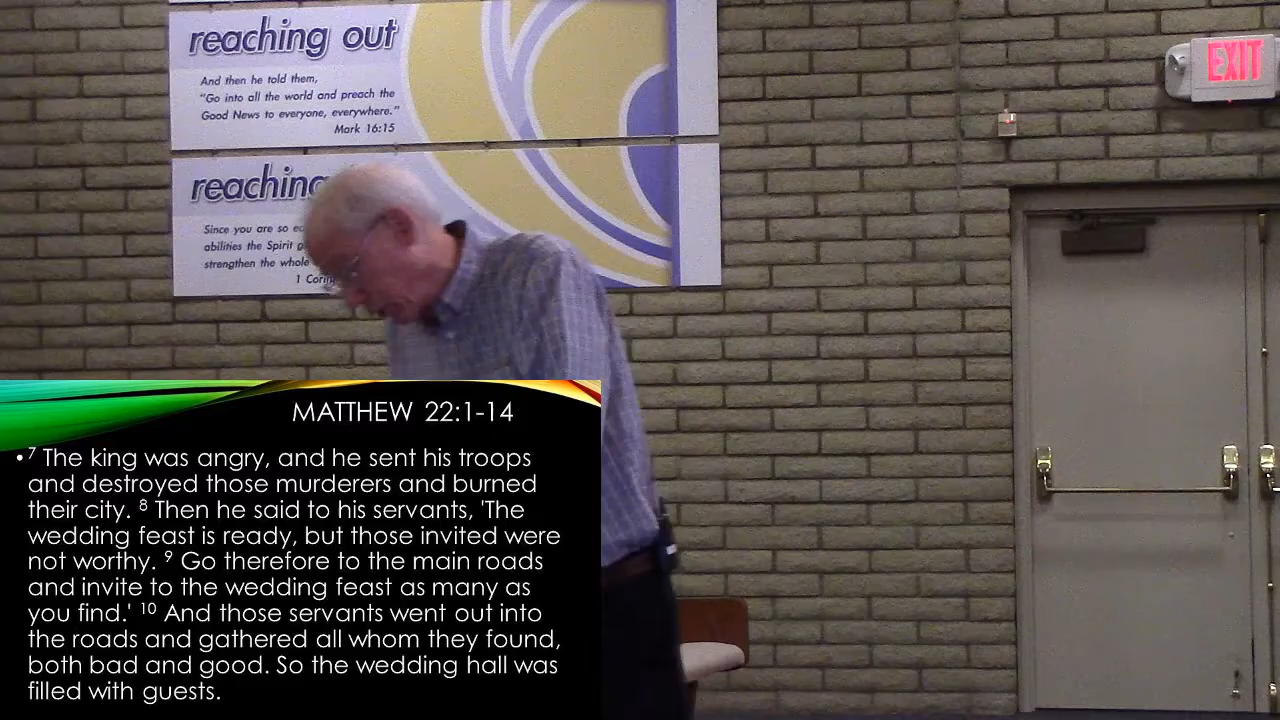 reaching out
And then he told them,
"Go into all the world and preach the
Good News to everyone, everywhere."
Mark 16:15
reaching
Since you are so
abilities the Spirit
strengthen the whole
1
EXIT
MATTHEW 22:1-14
• 7 The king was angry, and he sent his troops
and destroyed those murderers and burned
their city. 8 Then he said to his servants, 'The
wedding feast is ready, but those invited were
not worthy. 9 Go therefore to the main roads
and invite to the wedding feast as many as
you find.' 10 And those servants went out into
the roads and gathered all whom they found,
both bad and good. So the wedding hall was
filled with guests.